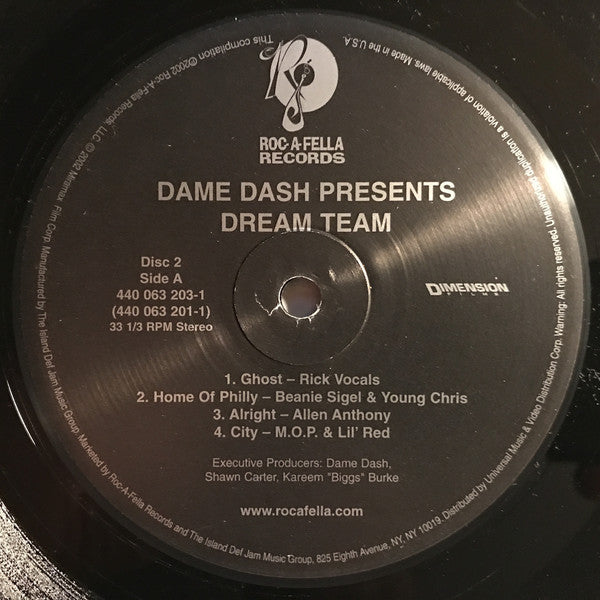 ROC-A-FELLA
RECORDS
DAME DASH PRESENTS
DREAM TEAM
Disc 2
Side A
440 063 203-1
(440 063 201-1)
33 1/3 RPM Stereo
DIMENSION
FILMS
1. Ghost – Rick Vocals
2. Home Of Philly – Beanie Sigel & Young Chris
3. Alright – Allen Anthony
4. City – M.O.P. & Lil' Red
Executive Producers: Dame Dash,
Shawn Carter, Kareem "Biggs" Burke
www.rocafella.com
This compilation ℗2002 Roc-A-Fella Records, LLC © 2002 Miramax Film Corp. Manufactured by The Island Def Jam Music Group. Marketed by Roc-A-Fella Records and The Island Def Jam Music Group, 825 Eighth Avenue, NY, NY 10019. Distributed by Universal Music & Video Distribution Corp. Warning: All rights reserved. Unauthorized duplication is a violation of applicable laws. Made in the U.S.A.